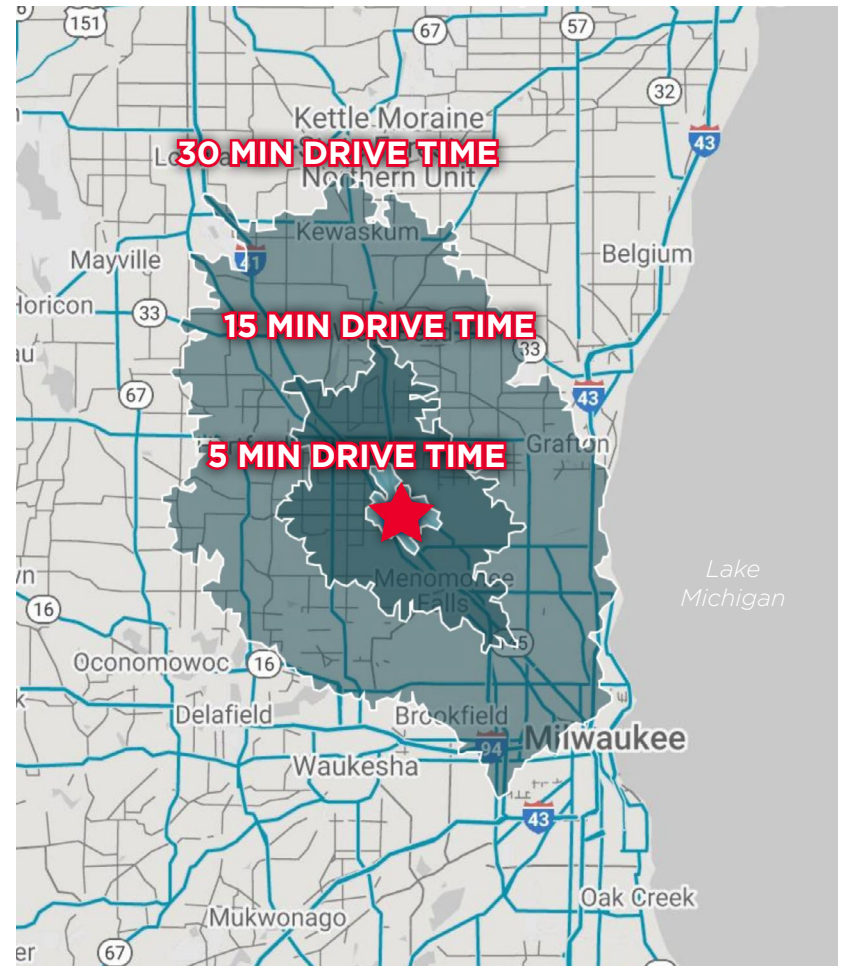 151
67
57
32
43
Kettle Moraine
30 MIN DRIVE TIME
Northern Unit
Kewaskum
41
Mayville
Belgium
Horicon
33
15 MIN DRIVE TIME
33
67
43
Grafton
5 MIN DRIVE TIME
Lake
Michigan
Menomonee
Falls
16
45
Oconomowoc
16
Delafield
Brookfield
94
Milwaukee
Waukesha
43
Oak Creek
Mukwonago
67